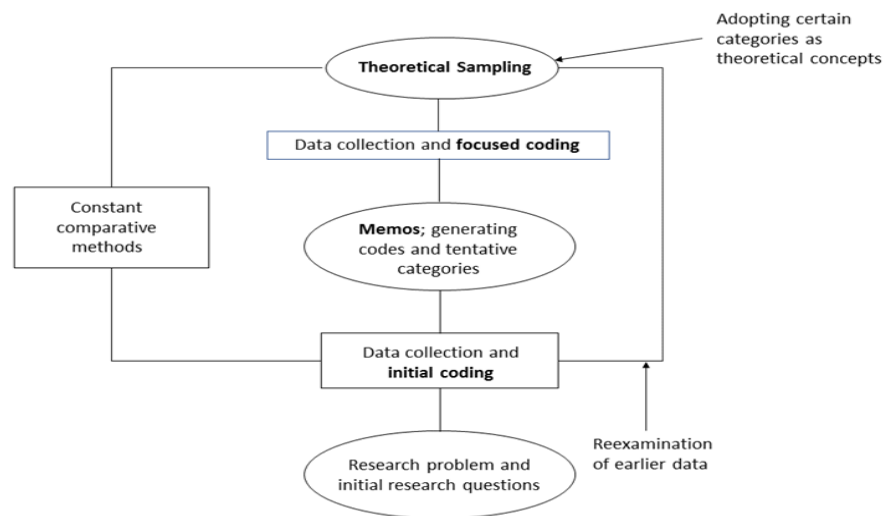 Adopting certain
categories as
theoretical concepts
Theoretical Sampling
Data collection and focused coding
Constant
comparative
methods
Memos; generating
codes and tentative
categories
Data collection and
initial coding
Reexamination
of earlier data
Research problem and
initial research questions